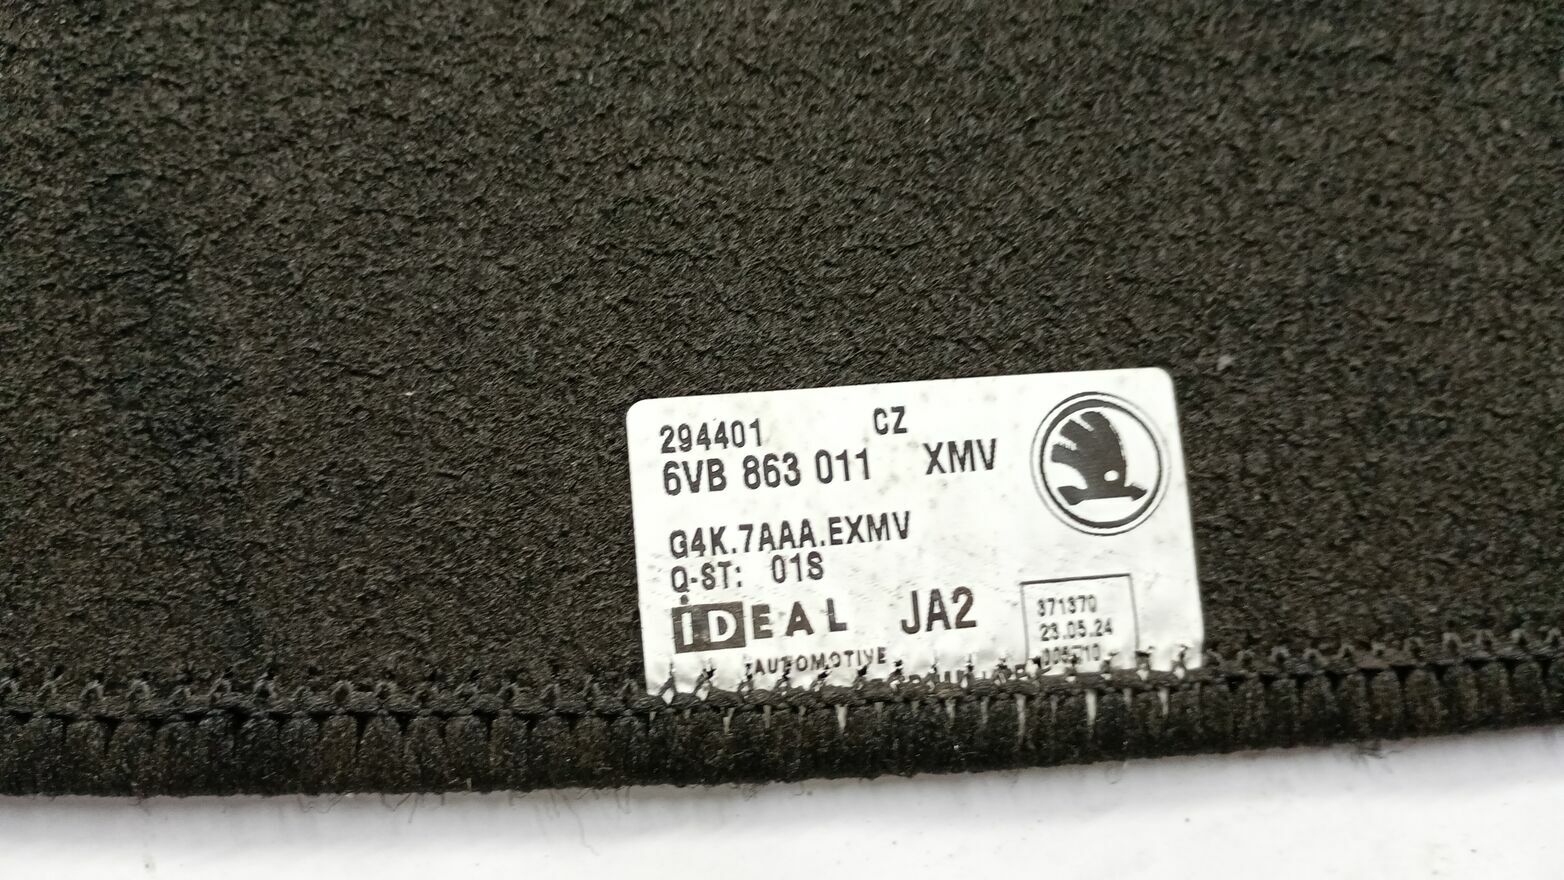 294401 CZ
6VB 863 011 XMV
G4K.7AAA.EXMV
Q-ST: 01S
iDEAL JA2
AUTOMOTIVE
371370
23.05.24